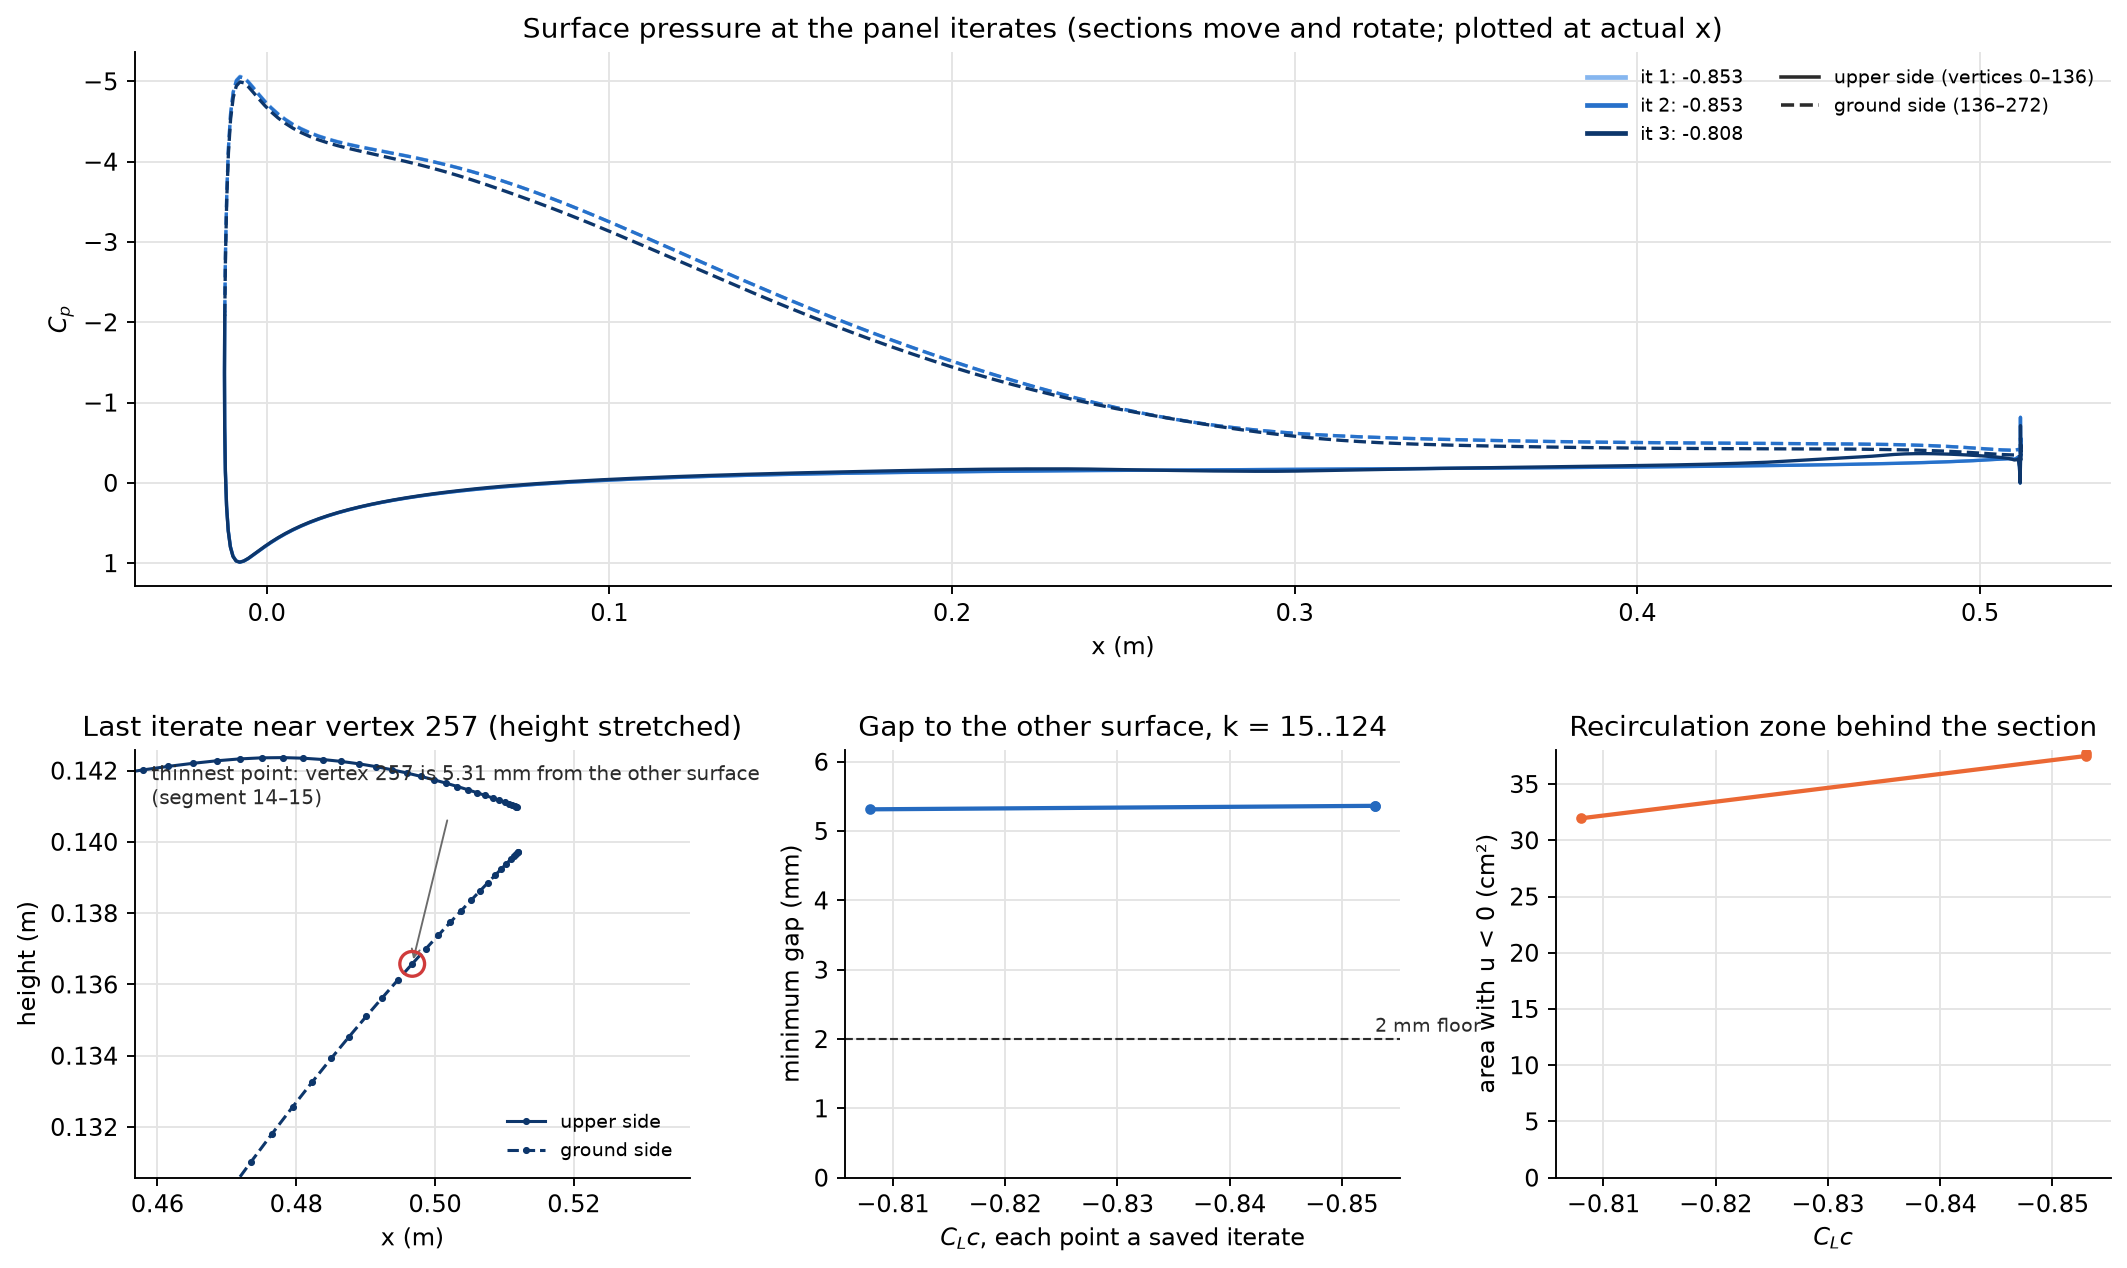 Surface pressure at the panel iterates (sections move and rotate; plotted at actual x)
−5
−4
−3
−2
−1
0
1
C_p
it 1: -0.853
it 2: -0.853
it 3: -0.808
upper side (vertices 0–136)
ground side (136–272)
0.0
0.1
0.2
0.3
0.4
0.5
x (m)
Last iterate near vertex 257 (height stretched)
0.142
0.140
0.138
0.136
0.134
0.132
height (m)
thinnest point: vertex 257 is 5.31 mm from the other surface
(segment 14–15)
upper side
ground side
0.46
0.48
0.50
0.52
x (m)
Gap to the other surface, k = 15..124
6
5
4
3
2
1
0
minimum gap (mm)
2 mm floor
−0.81
−0.82
−0.83
−0.84
−0.85
C_Lc, each point a saved iterate
Recirculation zone behind the section
35
30
25
20
15
10
5
0
area with u < 0 (cm²)
−0.81
−0.82
−0.83
−0.84
−0.85
C_Lc